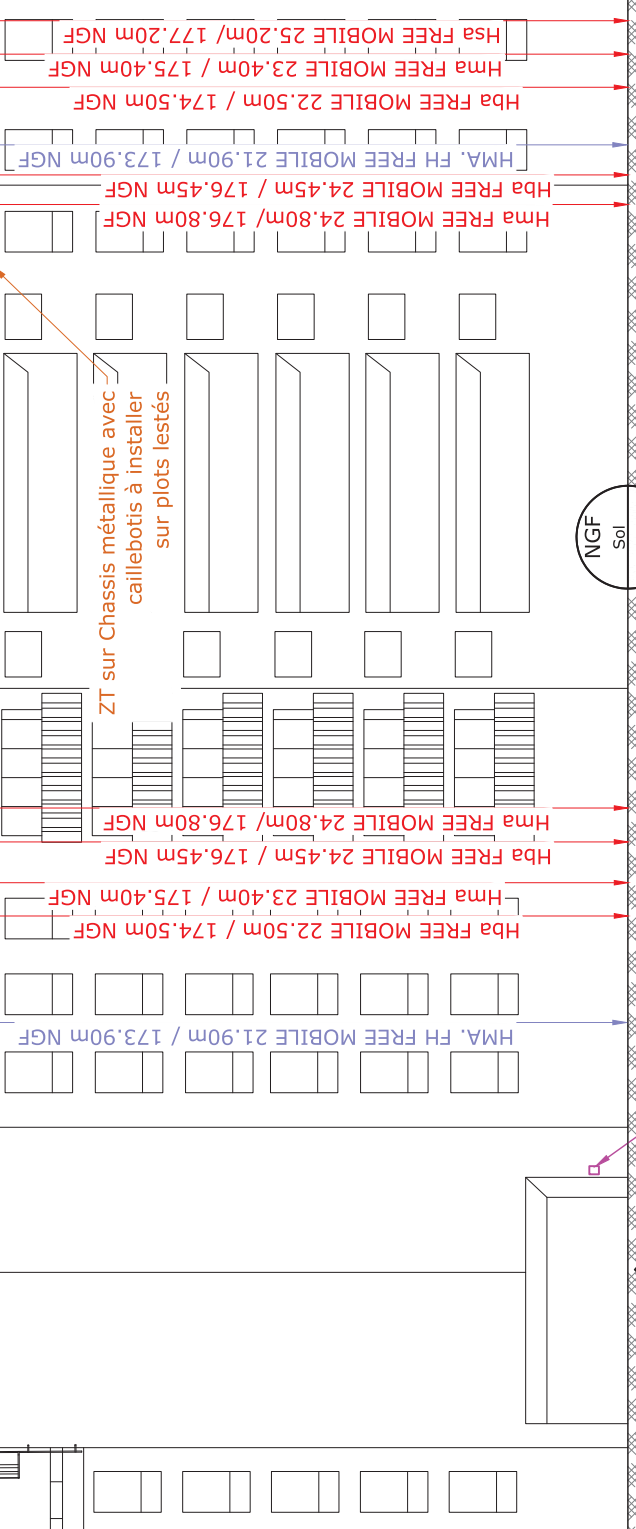 Hsa FREE MOBILE 25.20m/ 177.20m NGF
Hma FREE MOBILE 23.40m / 175.40m NGF
Hba FREE MOBILE 22.50m / 174.50m NGF
HMA. FH FREE MOBILE 21.90m / 173.90m NGF
Hba FREE MOBILE 24.45m / 176.45m NGF
Hma FREE MOBILE 24.80m/ 176.80m NGF
ZT sur Chassis métallique avec
caillebotis à installer
sur plots lestés
NGF
Sol
Hma FREE MOBILE 24.80m/ 176.80m NGF
Hba FREE MOBILE 24.45m / 176.45m NGF
Hma FREE MOBILE 23.40m / 175.40m NGF
Hba FREE MOBILE 22.50m / 174.50m NGF
HMA. FH FREE MOBILE 21.90m / 173.90m NGF